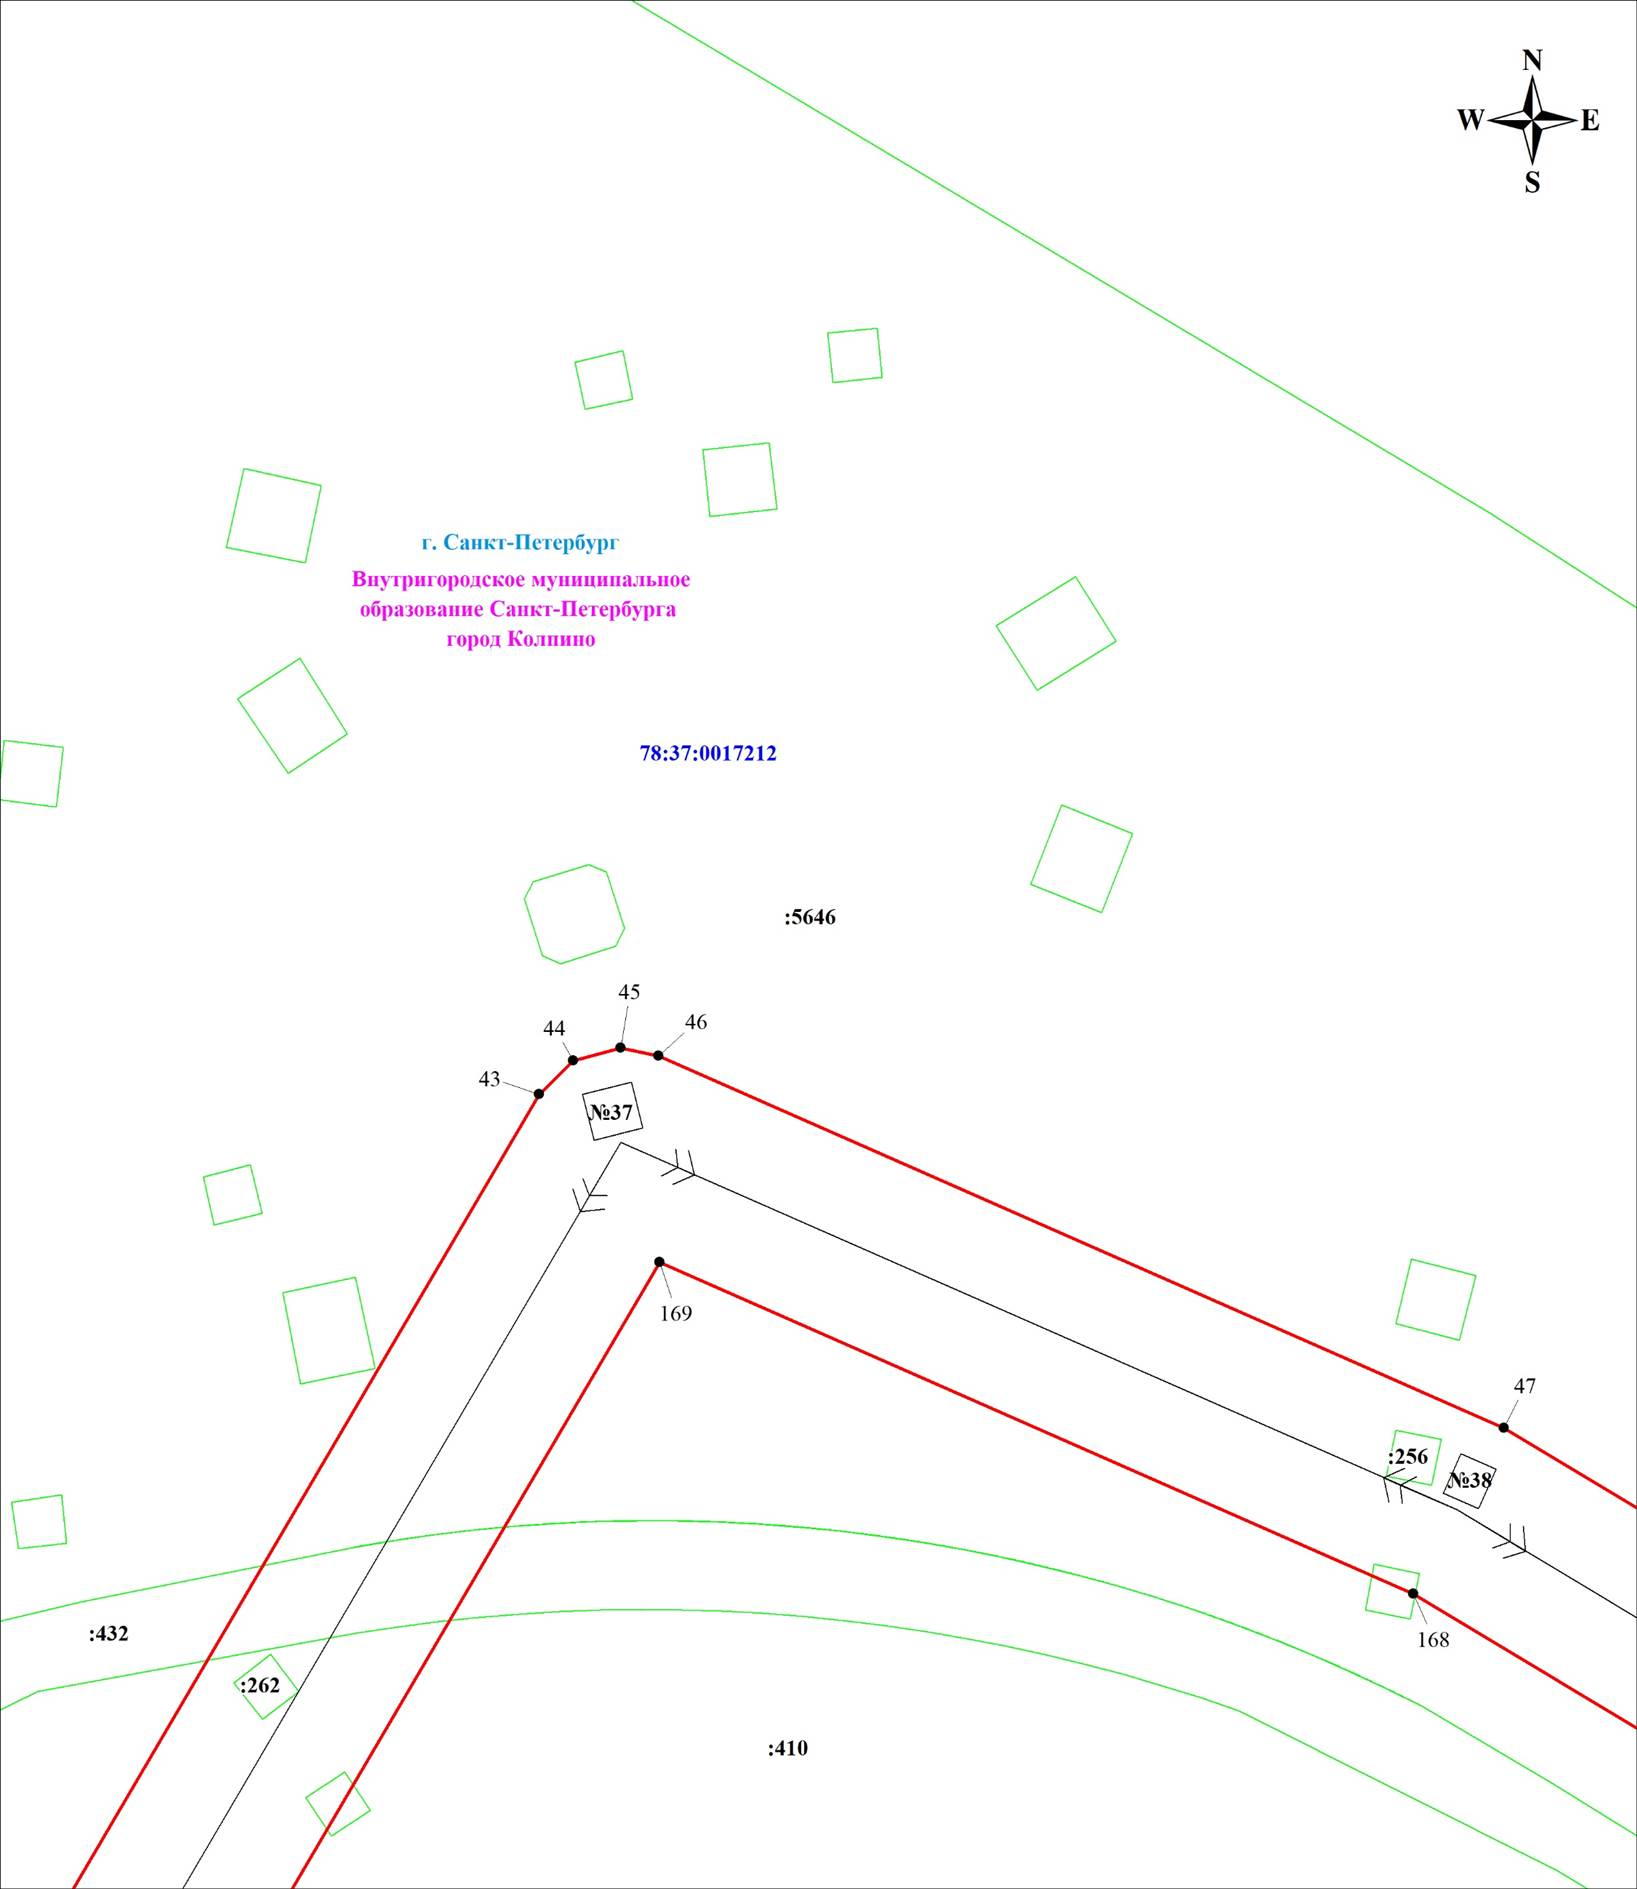 N
W E
S
г. Санкт-Петербург
Внутригородское муниципальное
образование Санкт-Петербурга
город Колпино
78:37:0017212
:5646
45
46
44
43
№37
169
47
:256
№38
:432
168
:262
:410